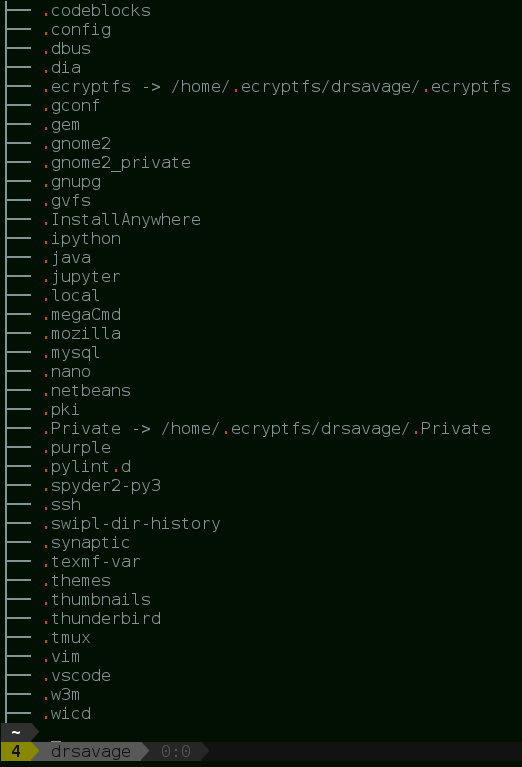 ├── .codeblocks
├── .config
├── .dbus
├── .dia
├── .ecryptfs -> /home/.ecryptfs/drsavage/.ecryptfs
├── .gconf
├── .gem
├── .gnome2
├── .gnome2_private
├── .gnupg
├── .gvfs
├── .InstallAnywhere
├── .ipython
├── .java
├── .jupyter
├── .local
├── .megaCmd
├── .mozilla
├── .mysql
├── .nano
├── .netbeans
├── .pki
├── .Private -> /home/.ecryptfs/drsavage/.Private
├── .purple
├── .pylint.d
├── .spyder2-py3
├── .ssh
├── .swipl-dir-history
├── .synaptic
├── .texmf-var
├── .themes
├── .thumbnails
├── .thunderbird
├── .tmux
├── .vim
├── .vscode
├── .w3m
├── .wicd
~
4 drsavage 0:0